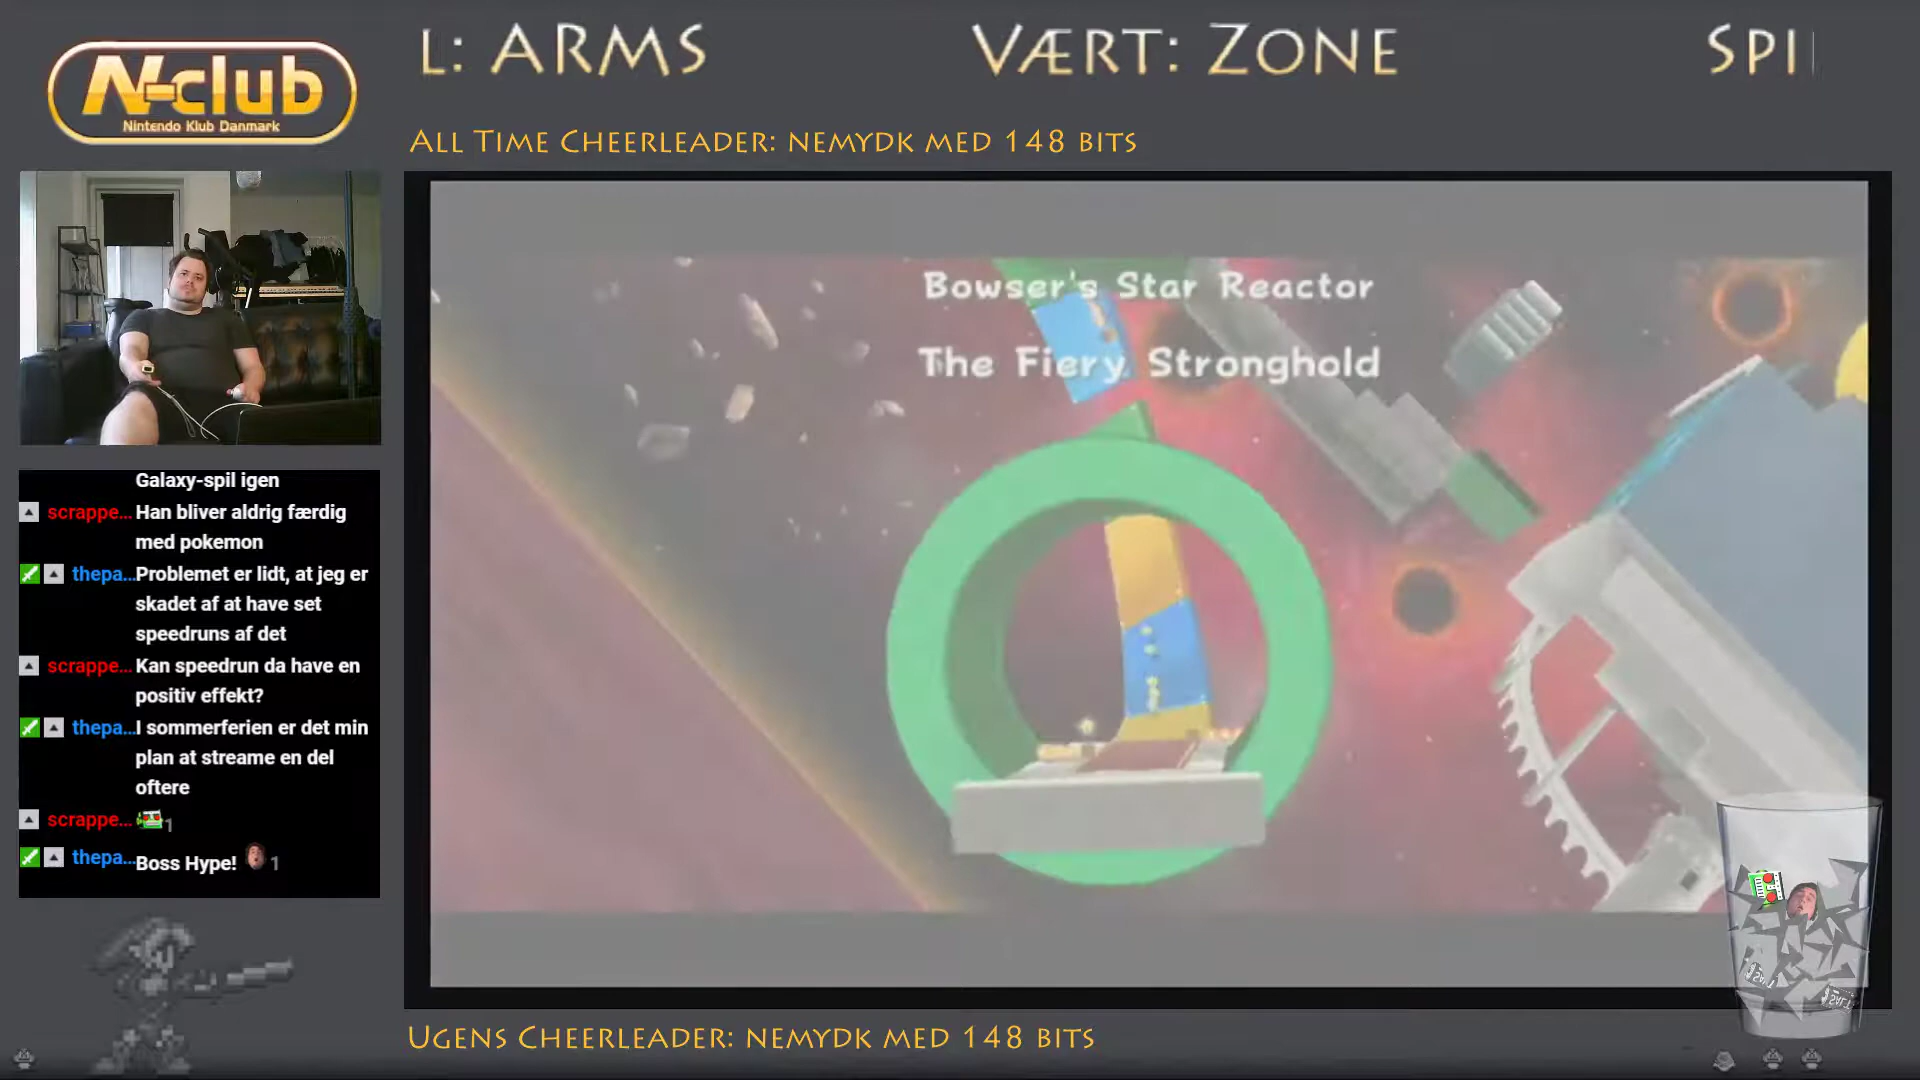 N-club
Nintendo Klub Danmark
L: ARMS
VÆRT: ZONE
SPI
ALL TIME CHEERLEADER: NEMYDK MED 148 BITS
Bowser's Star Reactor
The Fiery Stronghold
Galaxy-spil igen
scrappe... Han bliver aldrig færdig
med pokemon
thepa... Problemet er lidt, at jeg er
skadet af at have set
speedruns af det
scrappe... Kan speedrun da have en
positiv effekt?
thepa... I sommerferien er det min
plan at streame en del
oftere
scrappe... 1
thepa... Boss Hype! 1
UGENS CHEERLEADER: NEMYDK MED 148 BITS